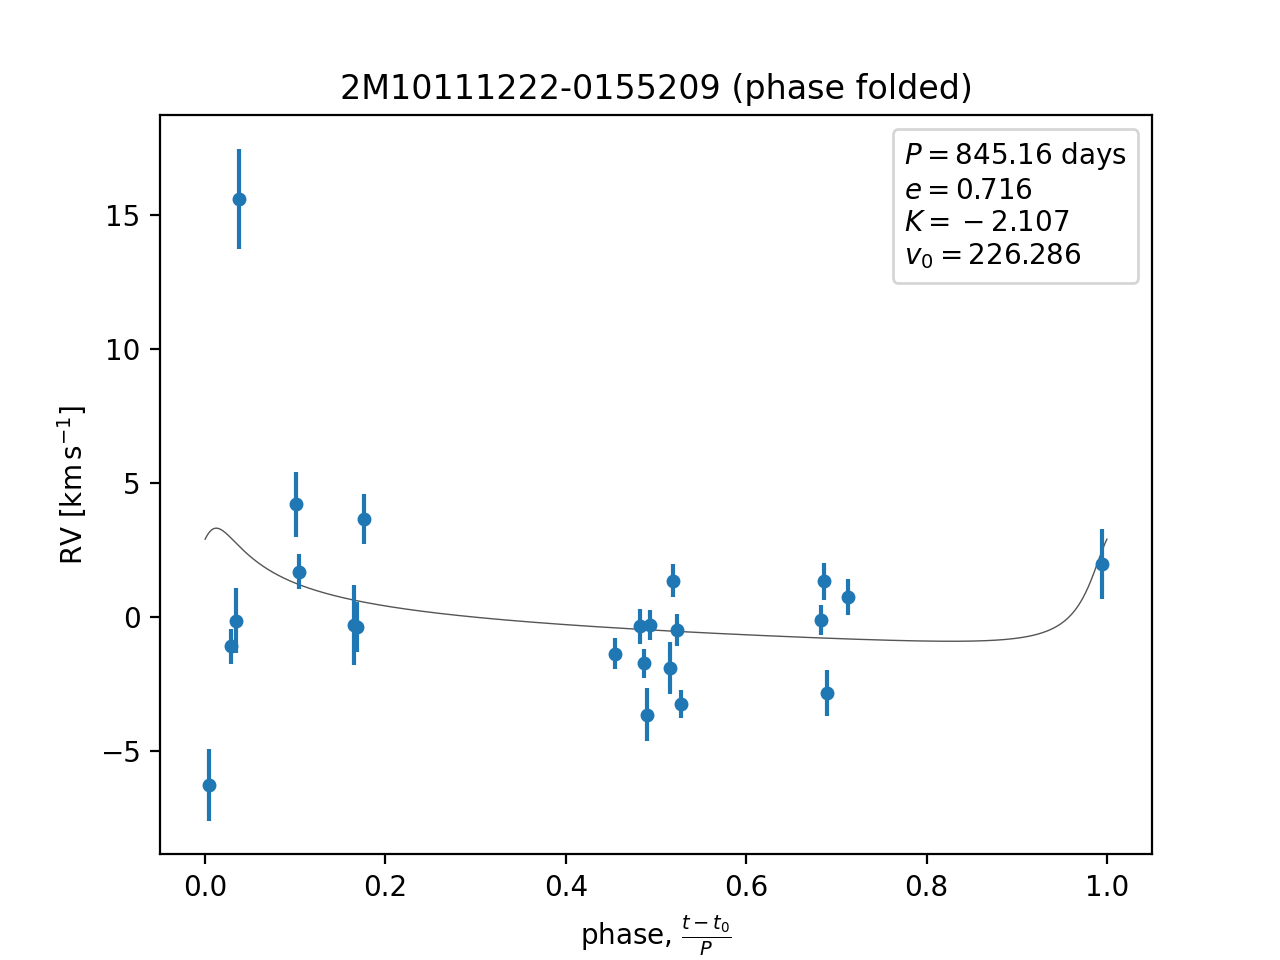 2M10111222-0155209 (phase folded)
P = 845.16 days
e = 0.716
K = −2.107
v₀ = 226.286
15
10
5
0
−5
RV [km s⁻¹]
0.0 0.2 0.4 0.6 0.8 1.0
phase, (t − t₀)/P